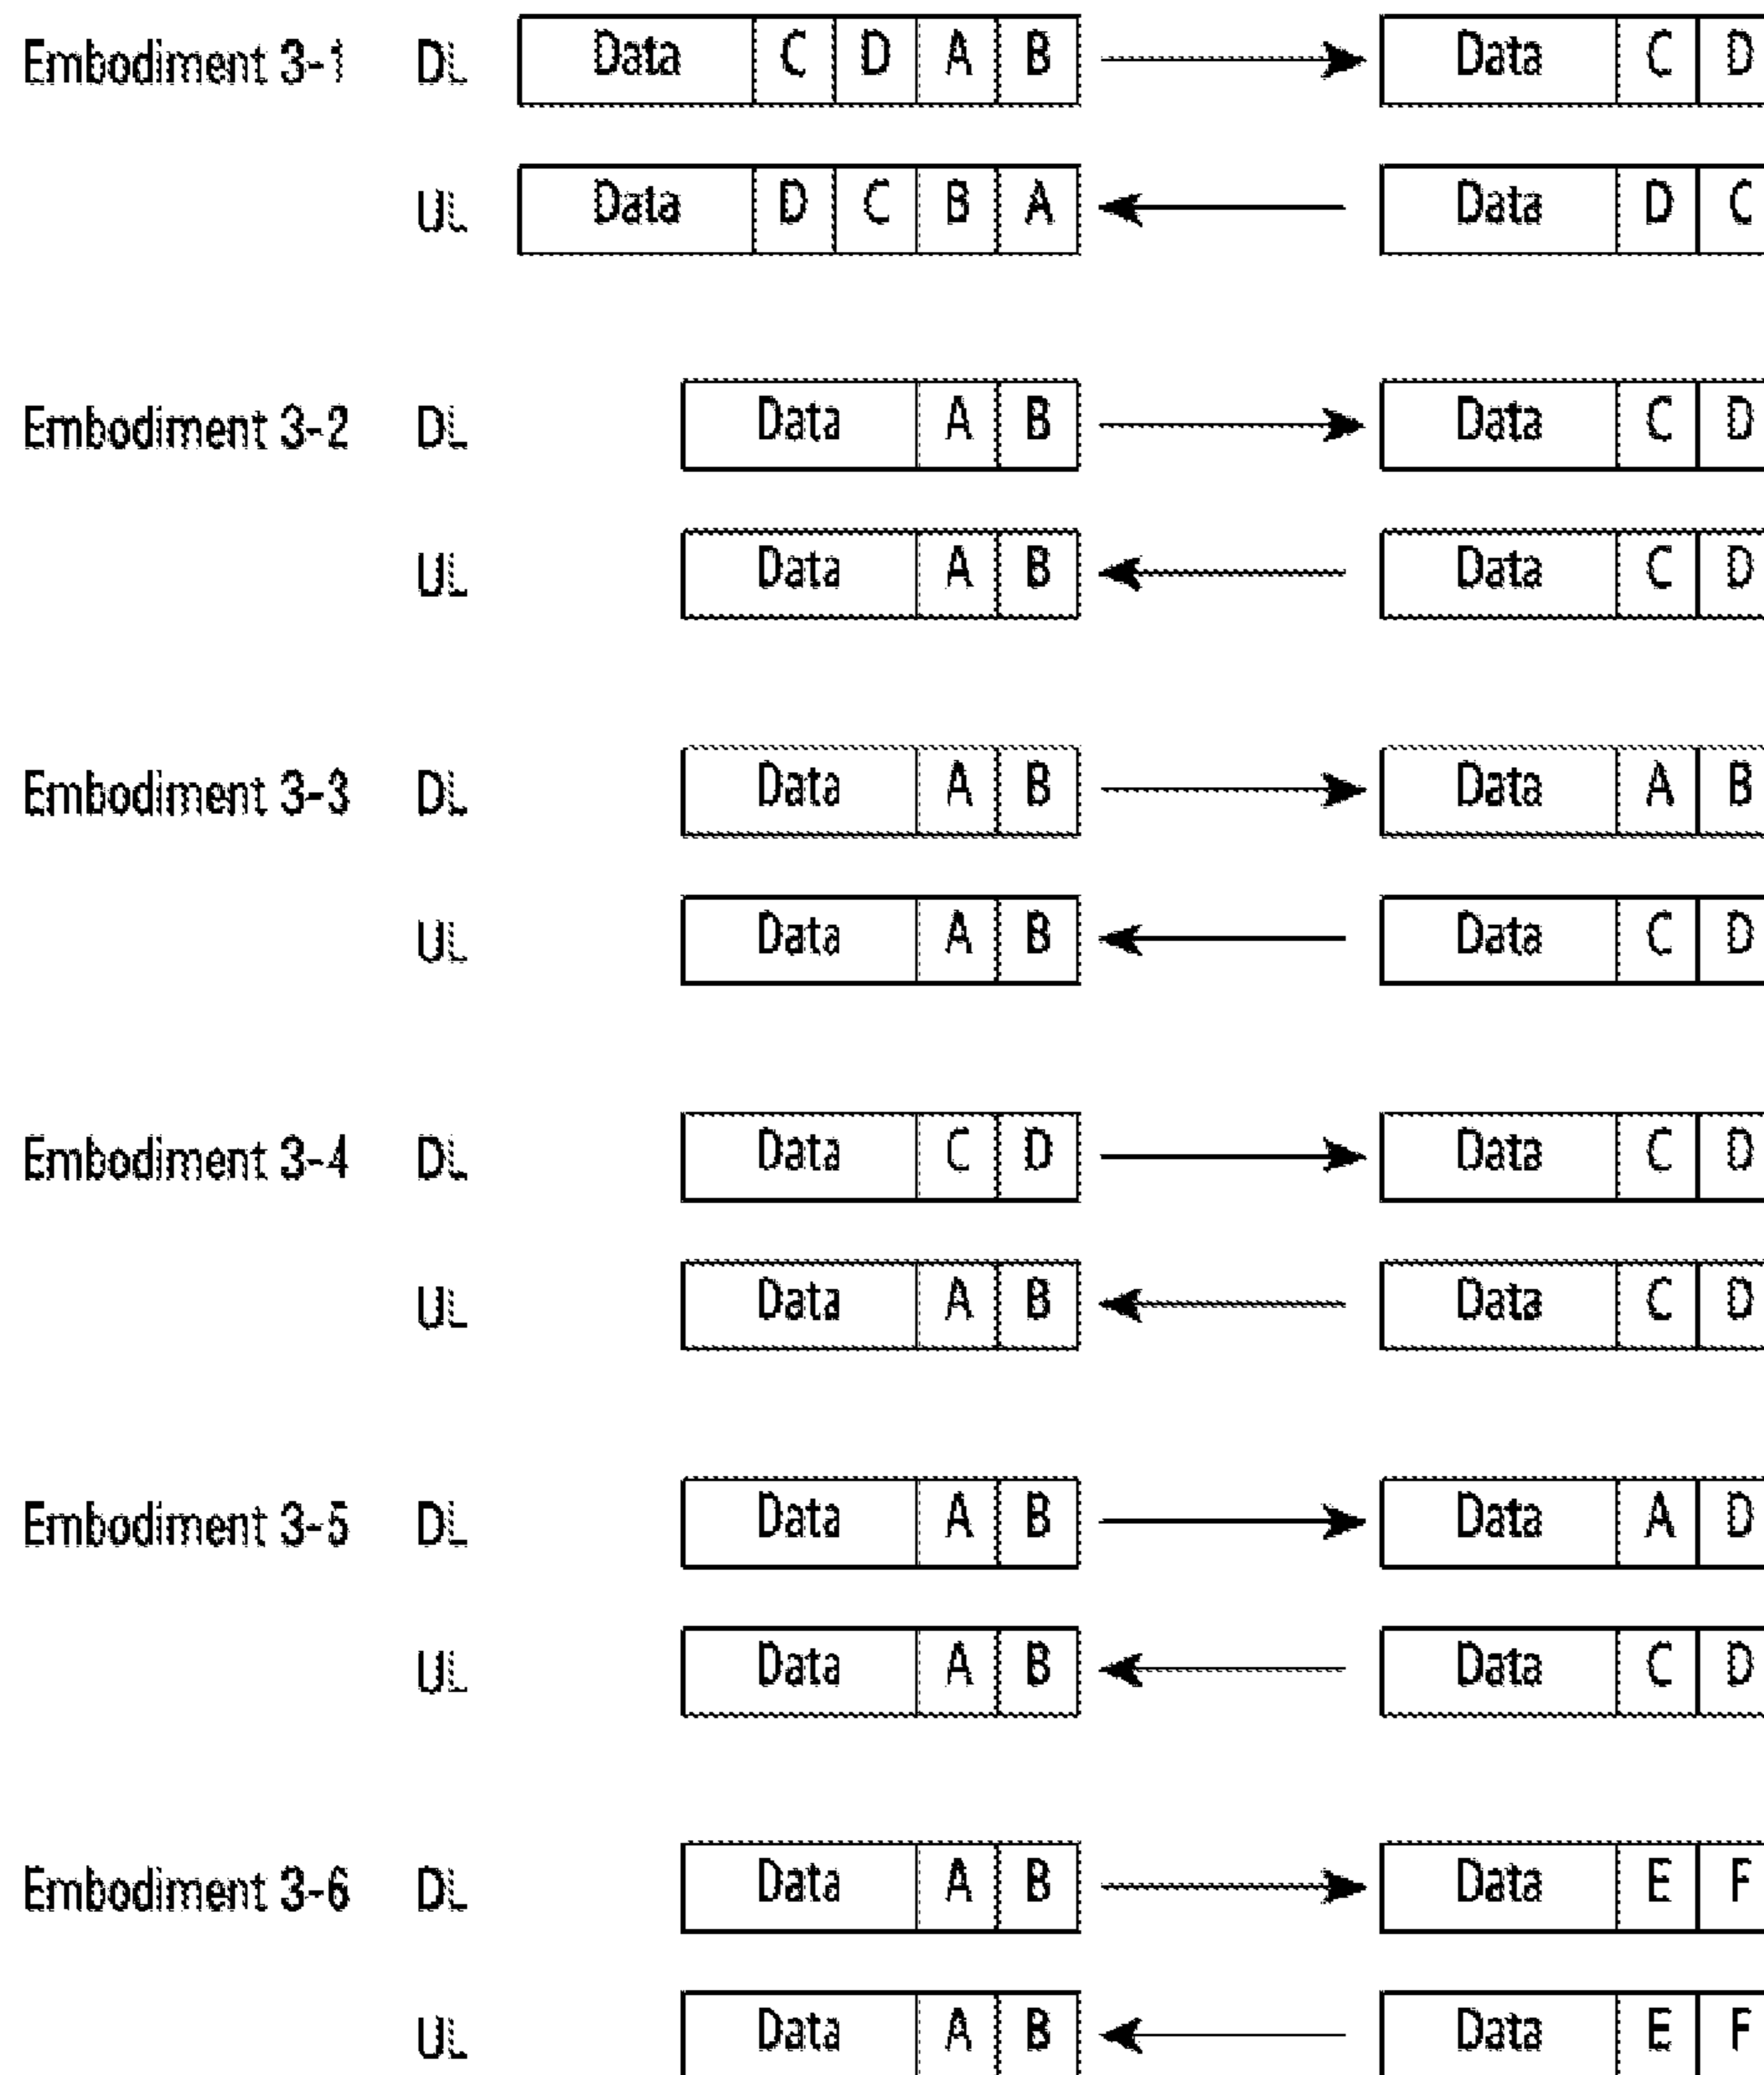 Embodiment 3-1 DL Data C D A B Data C D
UL Data D C B A Data D C
Embodiment 3-2 DL Data A B Data C D
UL Data A B Data C D
Embodiment 3-3 DL Data A B Data A B
UL Data A B Data C D
Embodiment 3-4 DL Data C D Data C D
UL Data A B Data C D
Embodiment 3-5 DL Data A B Data A D
UL Data A B Data C D
Embodiment 3-6 DL Data A B Data E F
UL Data A B Data E F